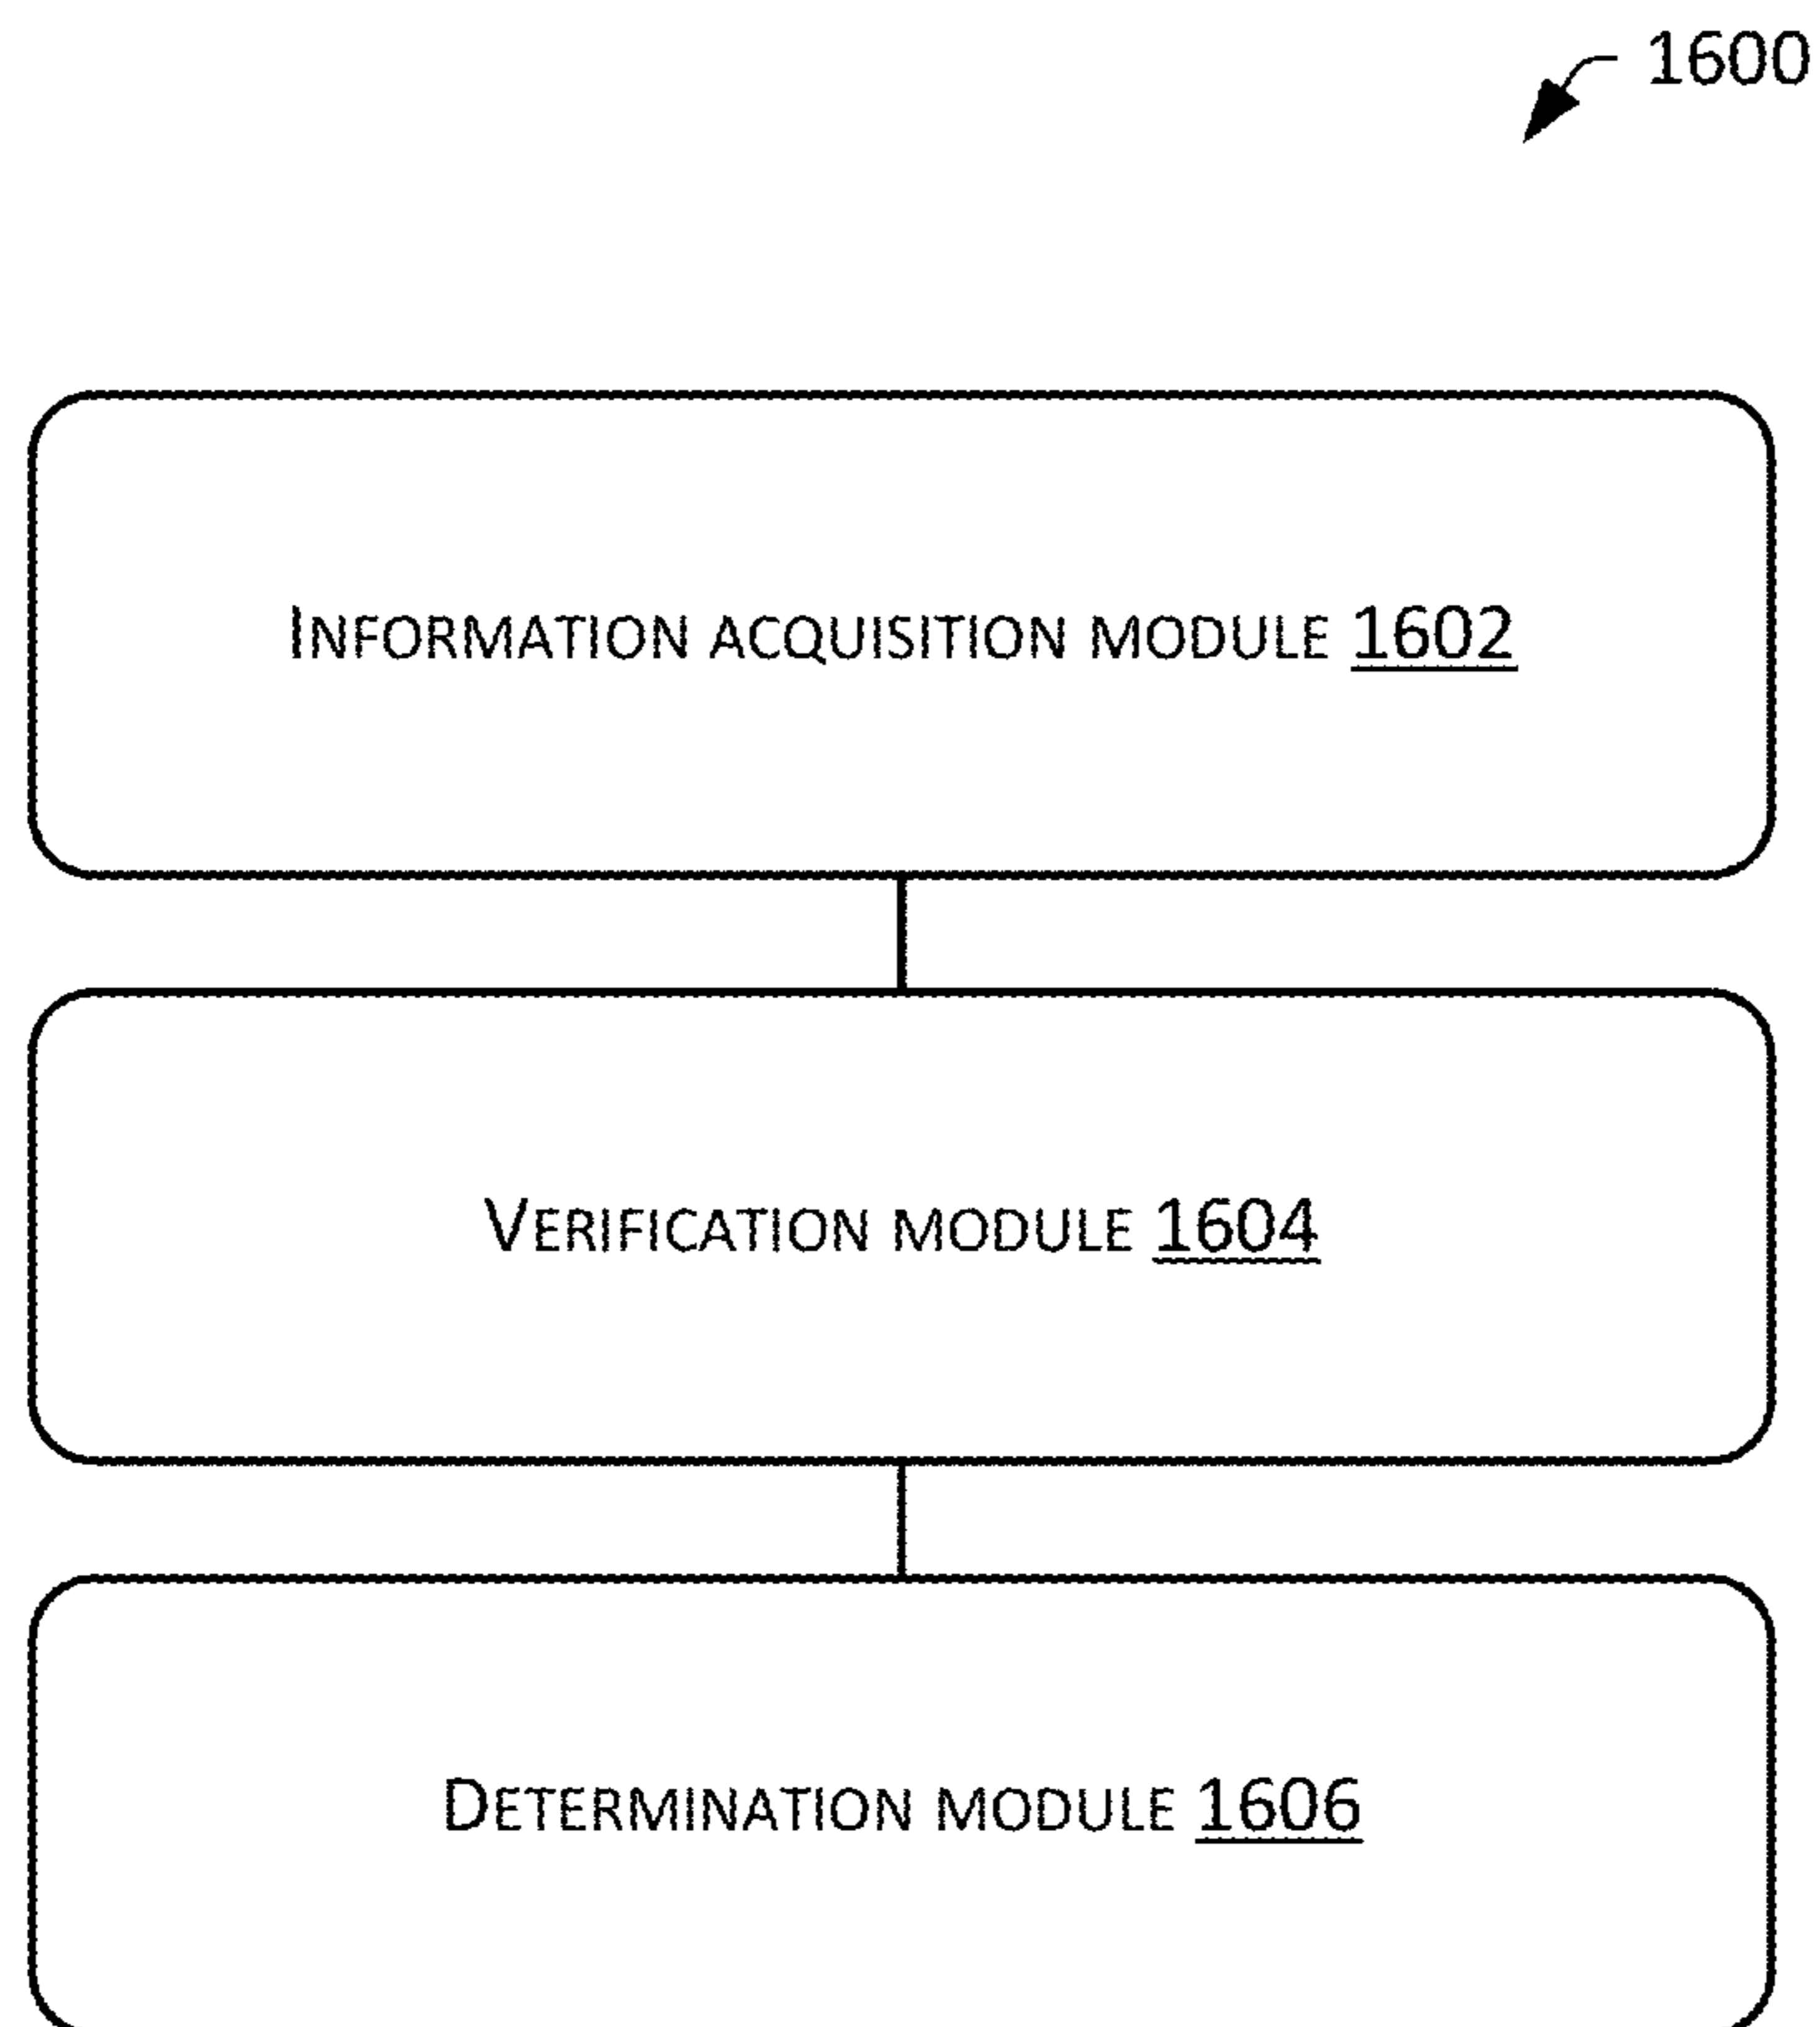 1600
INFORMATION ACQUISITION MODULE 1602
VERIFICATION MODULE 1604
DETERMINATION MODULE 1606